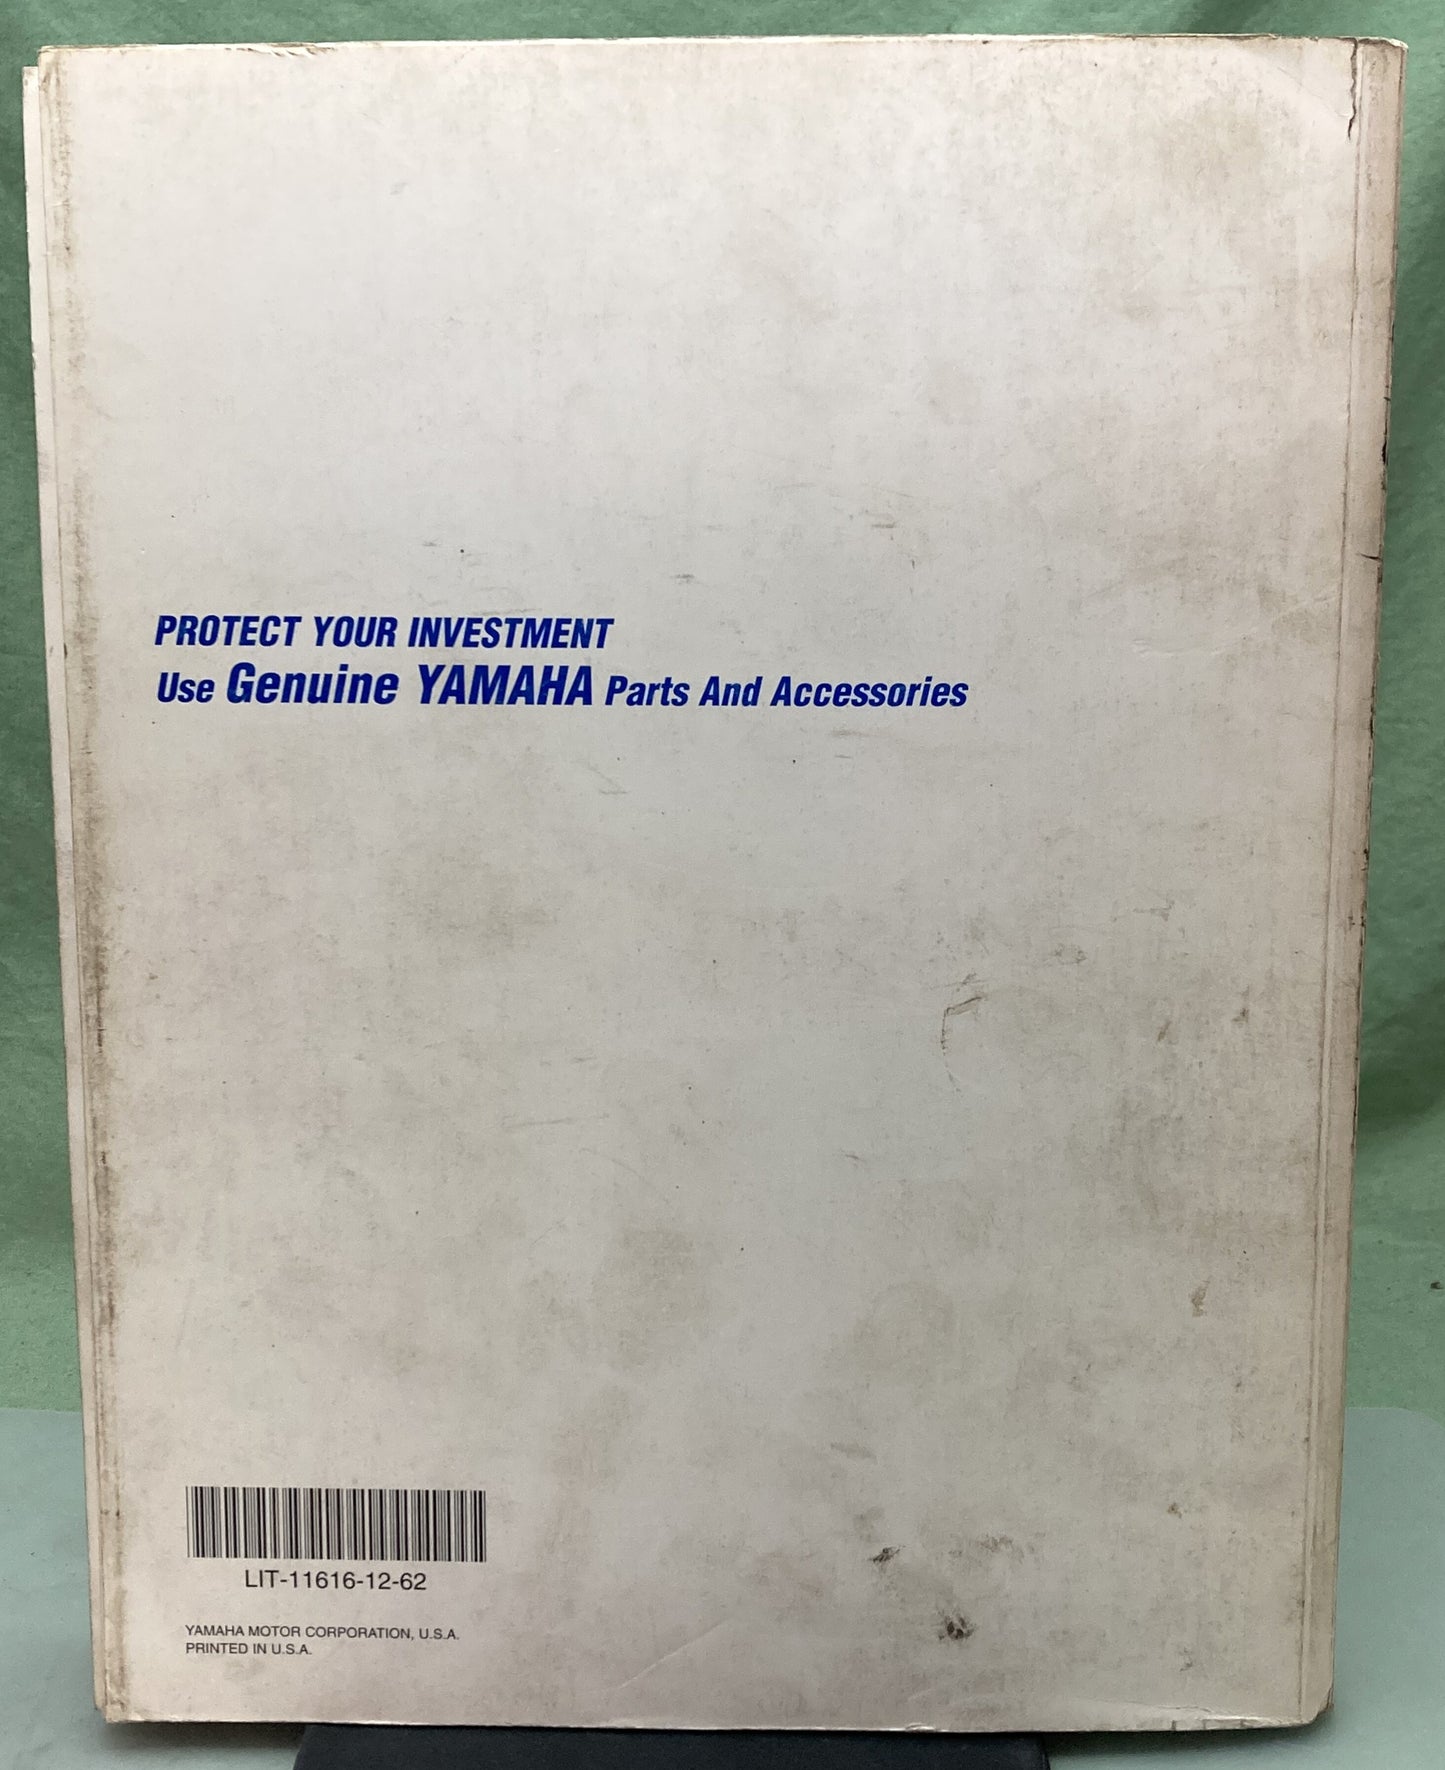 PROTECT YOUR INVESTMENT
Use Genuine YAMAHA Parts And Accessories
LIT-11616-12-62
YAMAHA MOTOR CORPORATION, U.S.A.
PRINTED IN U.S.A.